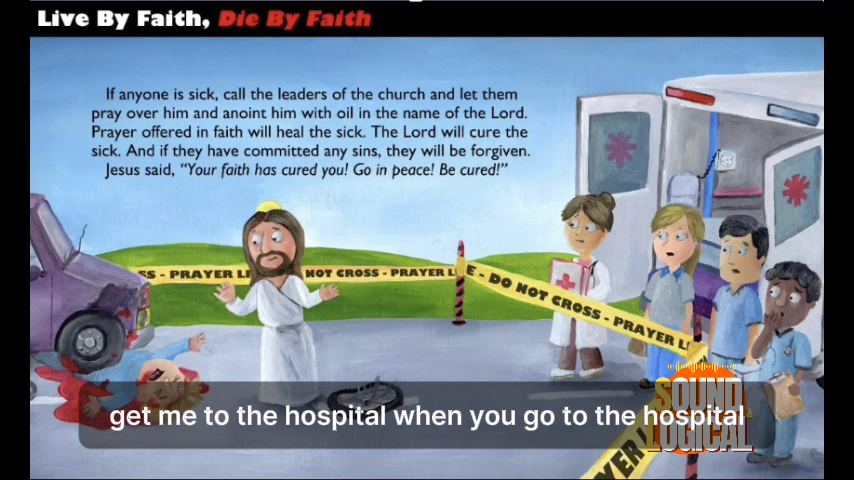 Live By Faith, Die By Faith
If anyone is sick, call the leaders of the church and let them
pray over him and anoint him with oil in the name of the Lord.
Prayer offered in faith will heal the sick. The Lord will cure the
sick. And if they have committed any sins, they will be forgiven.
Jesus said, “Your faith has cured you! Go in peace! Be cured!”
SS - PRAYER LI
NOT CROSS - PRAYER L
E - DO NOT CROSS - PRAYER LI
get me to the hospital when you go to the hospital
SOUND
&
LOGICAL
YER L